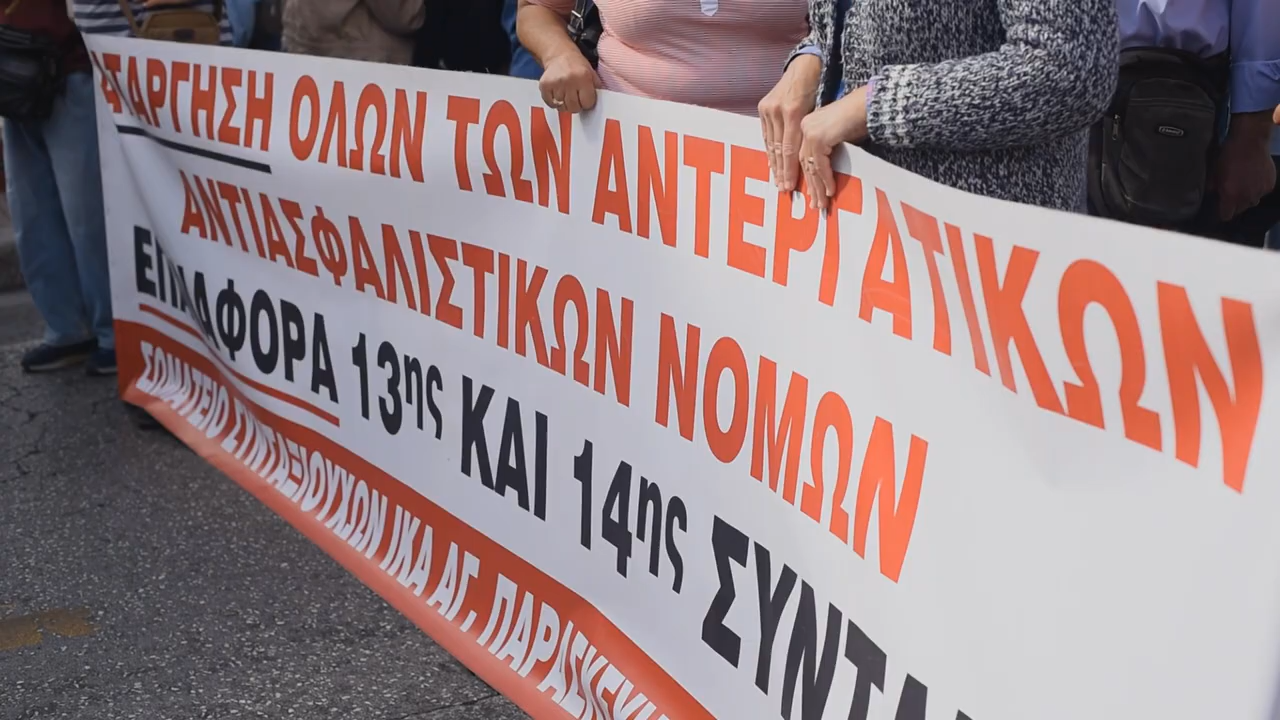 ΚΑΤΑΡΓΗΣΗ ΟΛΩΝ ΤΩΝ ΑΝΤΕΡΓΑΤΙΚΩΝ
ΑΝΤΙΑΣΦΑΛΙΣΤΙΚΩΝ ΝΟΜΩΝ
ΕΠΑΝΑΦΟΡΑ 13ης ΚΑΙ 14ης ΣΥΝΤΑ
ΣΩΜΑΤΕΙΟ ΣΥΝΤΑΞΙΟΥΧΩΝ ΙΚΑ ΑΓ. ΠΑΡΑΣΚΕΥΗ